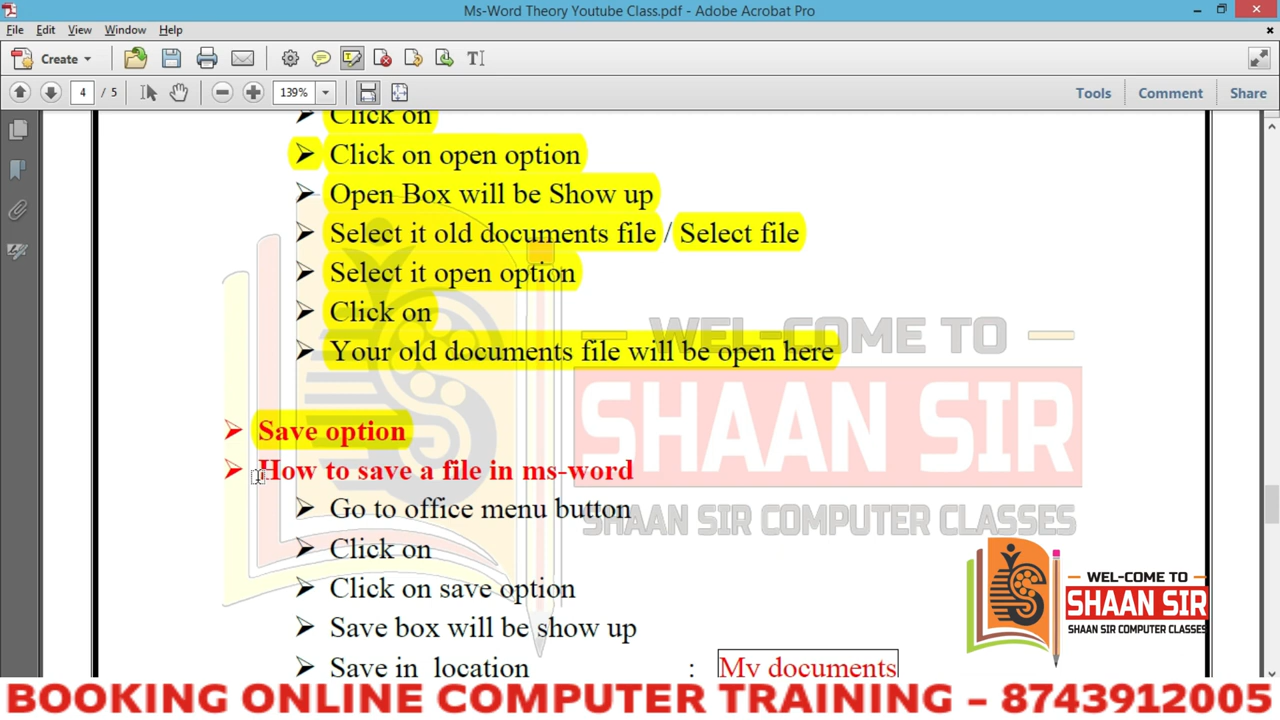 Ms-Word Theory Youtube Class.pdf - Adobe Acrobat Pro
File Edit View Window Help
Create
4 / 5 139% Tools Comment Share
Click on
Click on open option
Open Box will be Show up
Select it old documents file / Select file
Select it open option
Click on
Your old documents file will be open here
WEL-COME TO
SHAAN SIR
SHAAN SIR COMPUTER CLASSES
Save option
How to save a file in ms-word
Go to office menu button
Click on
Click on save option
Save box will be show up
Save in location : My documents
WEL-COME TO
SHAAN SIR
SHAAN SIR COMPUTER CLASSES
BOOKING ONLINE COMPUTER TRAINING – 8743912005